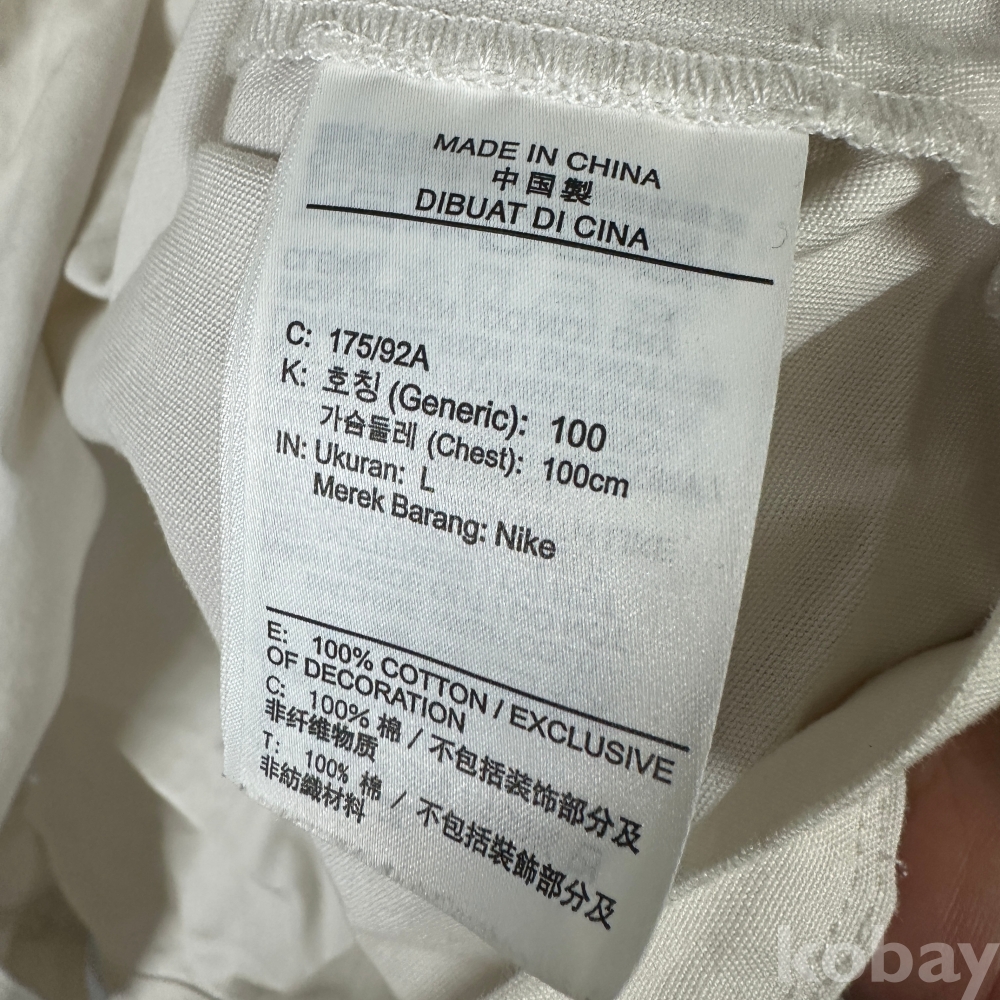 MADE IN CHINA
中国製
DIBUAT DI CINA
C: 175/92A
K: 호칭 (Generic): 100
가슴둘레 (Chest): 100cm
IN: Ukuran: L
Merek Barang: Nike
E: 100% COTTON / EXCLUSIVE
OF DECORATION
C: 100% 棉 / 不包括装饰部分及
非纤维物质
T: 100% 棉 / 不包括裝飾部分及
非紡織材料
kobay